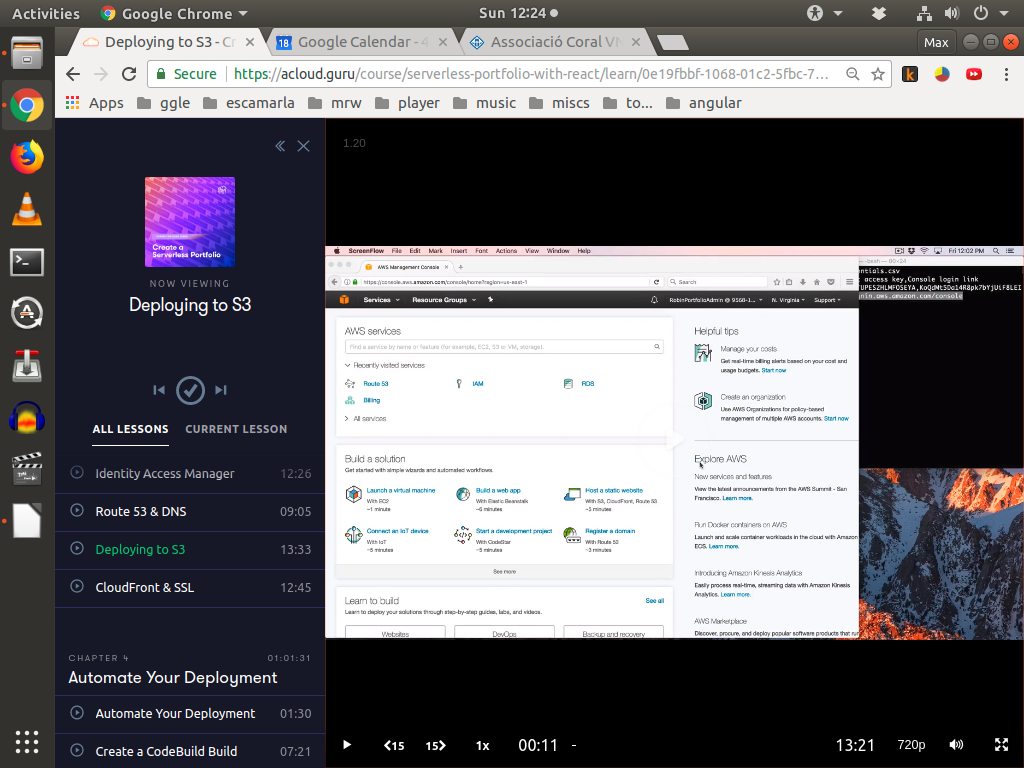 Activities
Google Chrome
Sun 12:24
Deploying to S3 - C
Google Calendar - 4
Associació Coral V
Max
Secure
https://acloud.guru/course/serverless-portfolio-with-react/learn/0e19fbbf-1068-01c2-5fbc-7...
Apps
ggle
escamarla
mrw
player
music
miscs
to...
angular
1.20
Create a
Serverless Portfolio
NOW VIEWING
Deploying to S3
ALL LESSONS
CURRENT LESSON
Identity Access Manager 12:26
Route 53 & DNS 09:05
Deploying to S3 13:33
CloudFront & SSL 12:45
CHAPTER 4 01:01:31
Automate Your Deployment
Automate Your Deployment 01:30
Create a CodeBuild Build 07:21
ScreenFlow File Edit Mark Insert Font Actions View Window Help
Fri 12:02 PM
AWS Management Console
https://console.aws.amazon.com/console/home?region=us-east-1
Search
Services
Resource Groups
RobinPortfolioAdmin @ 9568-1...
N. Virginia
Support
AWS services
Find a service by name or feature (for example, EC2, S3 or VM, storage).
Recently visited services
Route 53
IAM
RDS
Billing
All services
Build a solution
Get started with simple wizards and automated workflows.
Launch a virtual machine
With EC2
~1 minute
Build a web app
With Elastic Beanstalk
~6 minutes
Host a static website
With S3, CloudFront, Route 53
~5 minutes
Connect an IoT device
With IoT
~5 minutes
Start a development project
With CodeStar
~5 minutes
Register a domain
With Route 53
~3 minutes
See more
Learn to build
See all
Learn to deploy your solutions through step-by-step guides, labs, and videos.
Websites
DevOps
Backup and recovery
Helpful tips
Manage your costs
Get real-time billing alerts based on your cost and
usage budgets. Start now
Create an organization
Use AWS Organizations for policy-based
management of multiple AWS accounts. Start now
Explore AWS
New services and features
View the latest announcements from the AWS Summit - San
Francisco. Learn more.
Run Docker containers on AWS
Launch and scale container workloads in the cloud with Amazon
ECS. Learn more.
Introducing Amazon Kinesis Analytics
Easily process real-time, streaming data with Amazon Kinesis
Analytics. Learn more.
AWS Marketplace
Discover, procure, and deploy popular software products that run
entials.csv
access key,Console login link
nin.aws.amazon.com/console
15
15
1x
00:11
-
13:21
720p